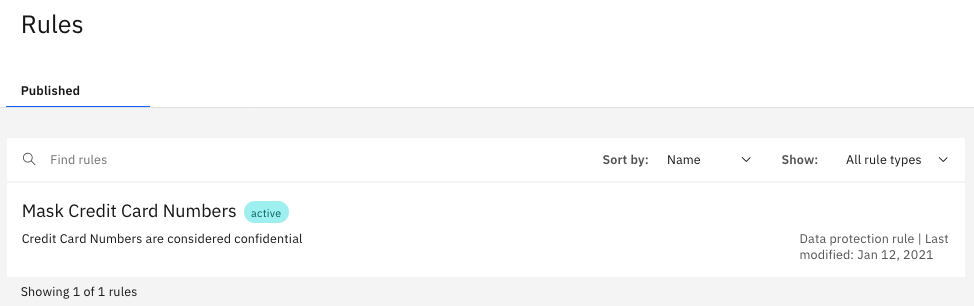 Rules
Published
Find rules
Sort by: Name Show: All rule types
Mask Credit Card Numbers active
Credit Card Numbers are considered confidential
Data protection rule | Last
modified: Jan 12, 2021
Showing 1 of 1 rules